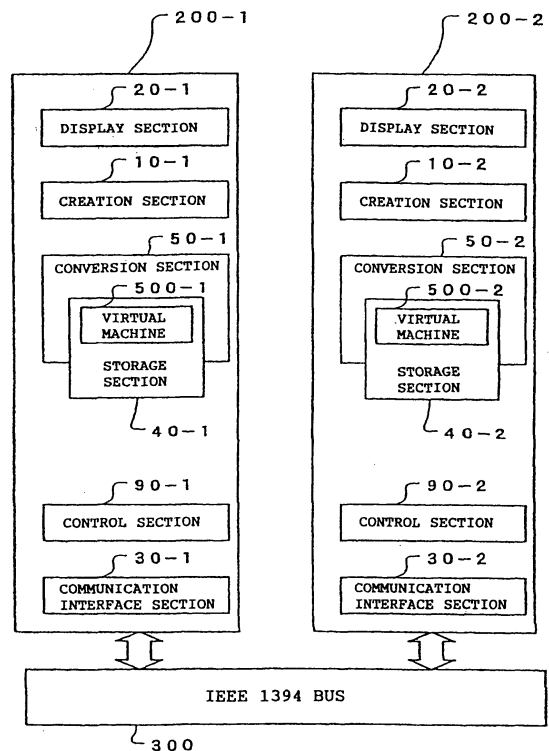 200-1
20-1
DISPLAY SECTION
10-1
CREATION SECTION
50-1
CONVERSION SECTION
500-1
VIRTUAL
MACHINE
STORAGE
SECTION
40-1
90-1
CONTROL SECTION
30-1
COMMUNICATION
INTERFACE SECTION
200-2
20-2
DISPLAY SECTION
10-2
CREATION SECTION
50-2
CONVERSION SECTION
500-2
VIRTUAL
MACHINE
STORAGE
SECTION
40-2
90-2
CONTROL SECTION
30-2
COMMUNICATION
INTERFACE SECTION
IEEE 1394 BUS
300